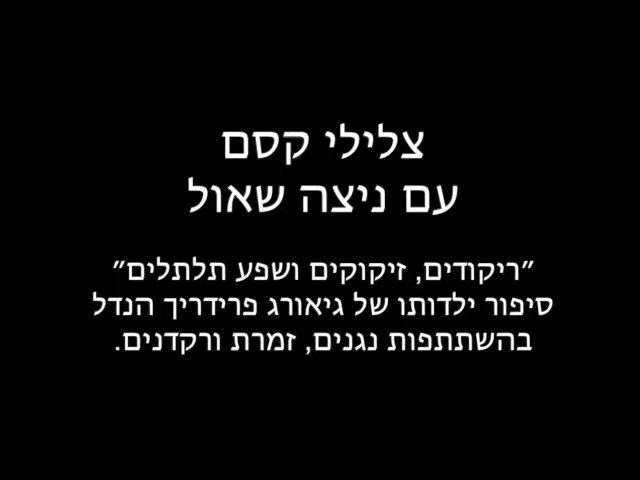 צלילי קסם
עם ניצה שאול
"ריקודים, זיקוקים ושפע תלתלים"
סיפור ילדותו של גיאורג פרידריך הנדל
בהשתתפות נגנים, זמרת ורקדנים.